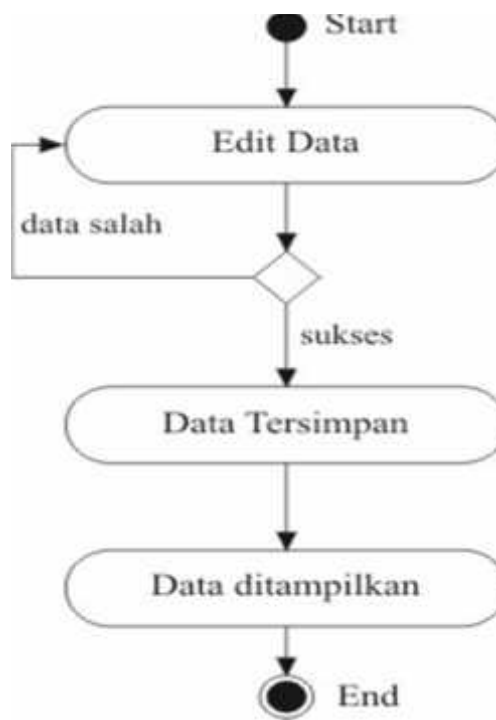 Start
Edit Data
data salah
sukses
Data Tersimpan
Data ditampilkan
End